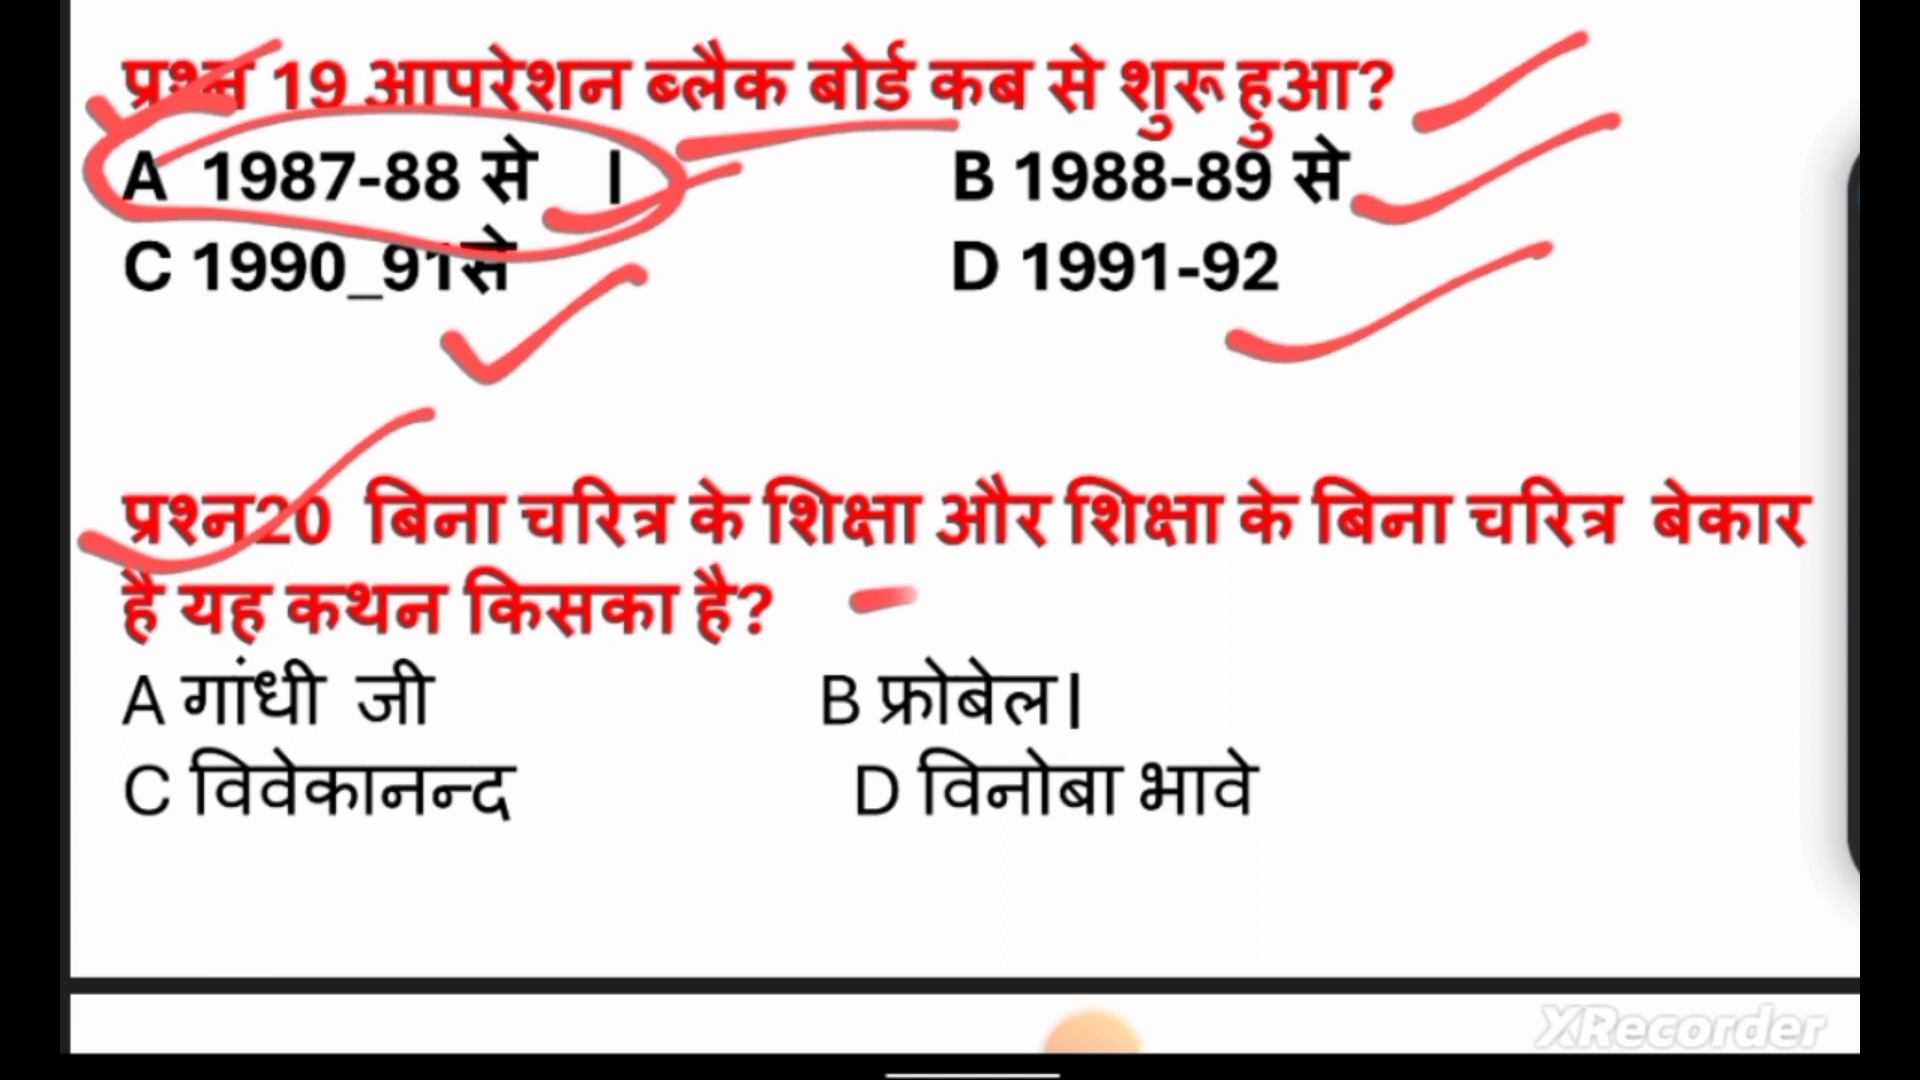 प्रश्न 19 आपरेशन ब्लैक बोर्ड कब से शुरू हुआ?
A 1987-88 से । B 1988-89 से
C 1990_91से D 1991-92
प्रश्न20 बिना चरित्र के शिक्षा और शिक्षा के बिना चरित्र बेकार
है यह कथन किसका है?
A गांधी जी B फ्रोबेल।
C विवेकानन्द D विनोबा भावे
XRecorder